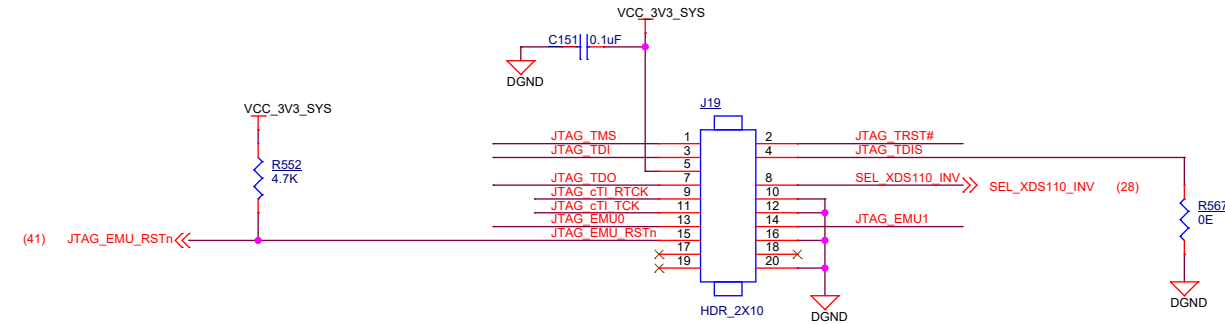 VCC_3V3_SYS
C151 0.1uF
DGND
VCC_3V3_SYS
R552
4.7K
J19
JTAG_TMS 1 2 JTAG_TRST#
JTAG_TDI 3 4 JTAG_TDIS
5
JTAG_TDO 7 8 SEL_XDS110_INV SEL_XDS110_INV (28)
JTAG_cTI_RTCK 9 10
JTAG_cTI_TCK 11 12
JTAG_EMU0 13 14 JTAG_EMU1
(41) JTAG_EMU_RSTn JTAG_EMU_RSTn 15 16
17 18
19 20
R567
0E
HDR_2X10
DGND
DGND